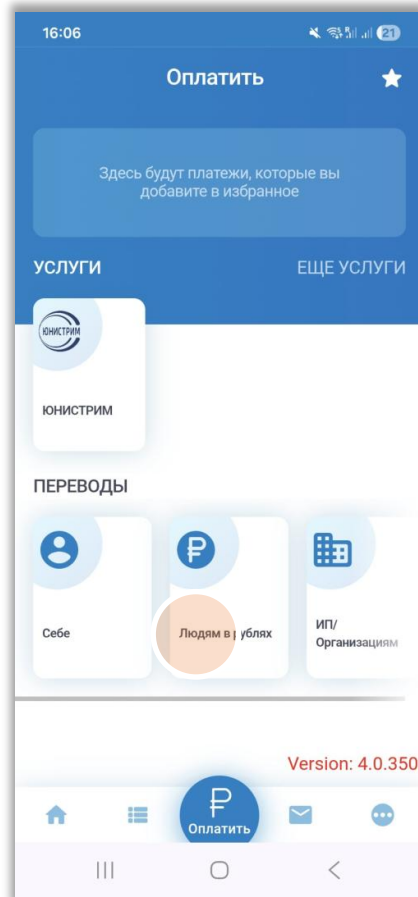 16:06
21
Оплатить
Здесь будут платежи, которые вы
добавите в избранное
УСЛУГИ
ЕЩЕ УСЛУГИ
ЮНИСТРИМ
ЮНИСТРИМ
ПЕРЕВОДЫ
Себе
Людям в рублях
ИП/
Организациям
Version: 4.0.350
Оплатить